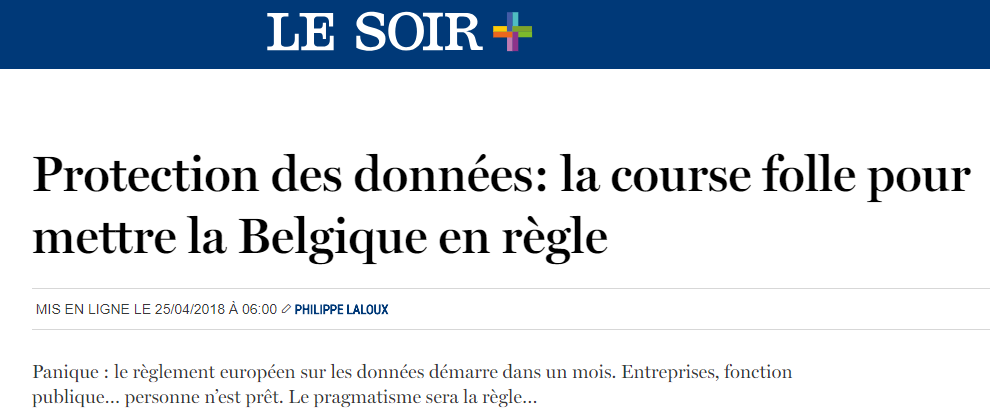 LE SOIR +
Protection des données: la course folle pour
mettre la Belgique en règle
MIS EN LIGNE LE 25/04/2018 À 06:00 PHILIPPE LALOUX
Panique : le règlement européen sur les données démarre dans un mois. Entreprises, fonction
publique... personne n’est prêt. Le pragmatisme sera la règle...